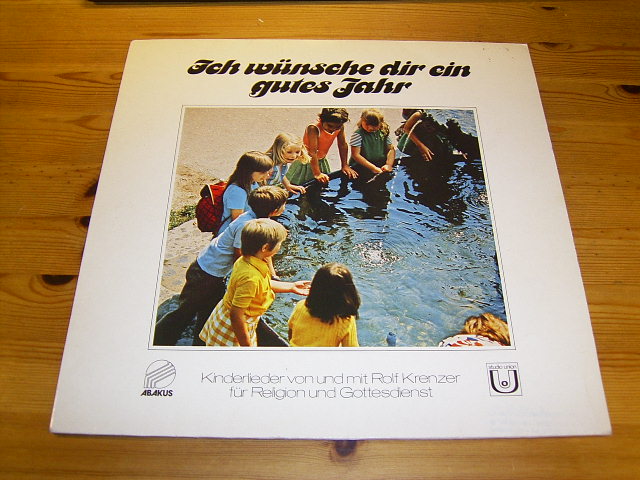 Ich wünsche dir ein
gutes Jahr
Kinderlieder von und mit Rolf Krenzer
für Religion und Gottesdienst
ABAKUS
studio union